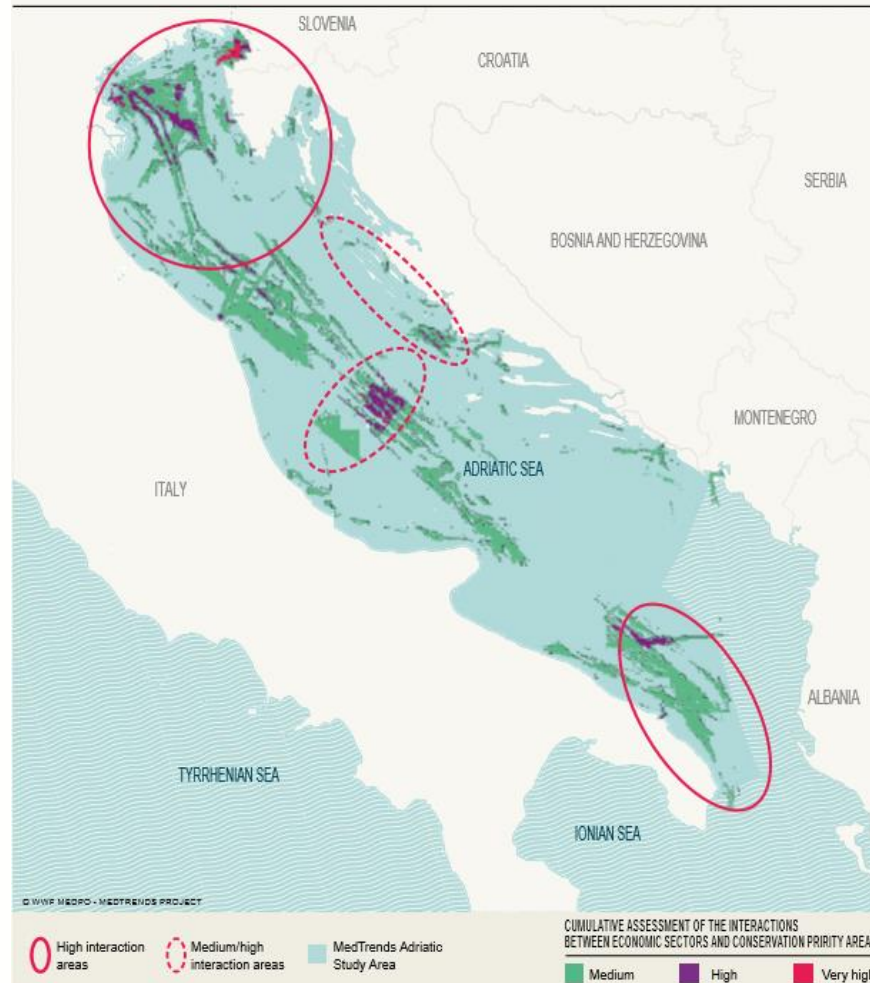 SLOVENIA
CROATIA
SERBIA
BOSNIA AND HERZEGOVINA
MONTENEGRO
ADRIATIC SEA
ITALY
ALBANIA
TYRRHENIAN SEA
IONIAN SEA
© WWF MEDPO - MEDTRENDS PROJECT
High interaction
areas
Medium/high
interaction areas
MedTrends Adriatic
Study Area
CUMULATIVE ASSESSMENT OF THE INTERACTIONS
BETWEEN ECONOMIC SECTORS AND CONSERVATION PRIRITY AREA
Medium
High
Very high